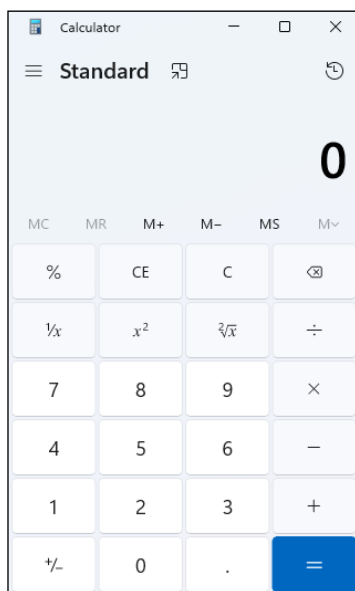 Calculator
Standard
0
MC MR M+ M− MS M
% CE C
1/x x² ²√x ÷
7 8 9 ×
4 5 6 −
1 2 3 +
+/− 0 . =